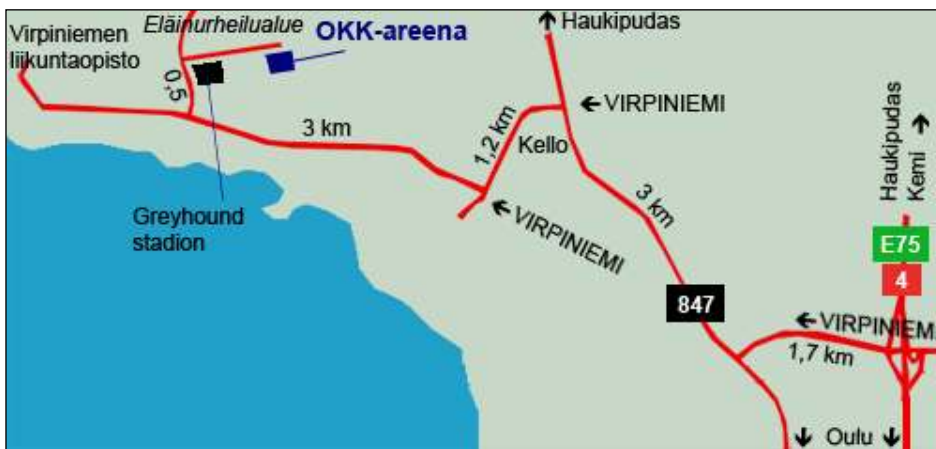 Virpiniemen
liikuntaopisto
Eläinurheilualue
OKK-areena
Haukipudas
0,5
3 km
1,2 km
Kello
VIRPINIEMI
VIRPINIEMI
Greyhound
stadion
3 km
Haukipudas
Kemi
E75
4
847
VIRPINIEMI
1,7 km
Oulu